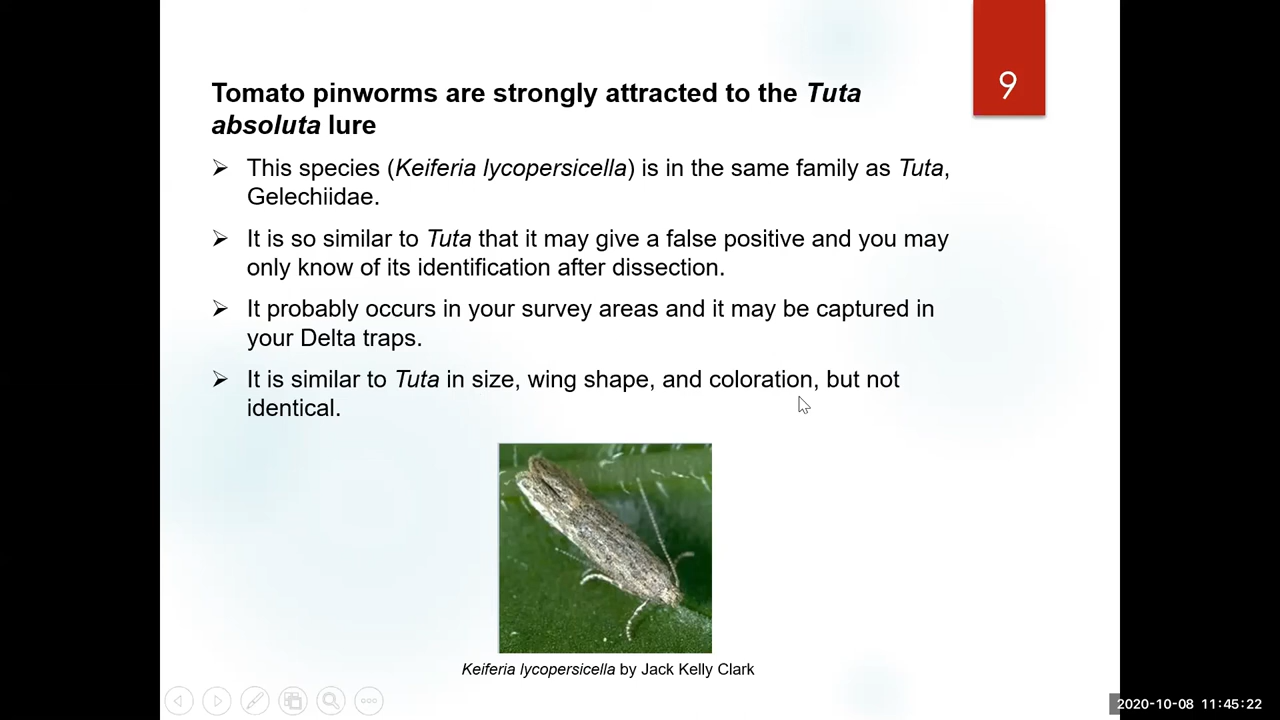 9
Tomato pinworms are strongly attracted to the Tuta
absoluta lure
This species (Keiferia lycopersicella) is in the same family as Tuta,
Gelechiidae.
It is so similar to Tuta that it may give a false positive and you may
only know of its identification after dissection.
It probably occurs in your survey areas and it may be captured in
your Delta traps.
It is similar to Tuta in size, wing shape, and coloration, but not
identical.
Keiferia lycopersicella by Jack Kelly Clark
2020-10-08 11:45:22